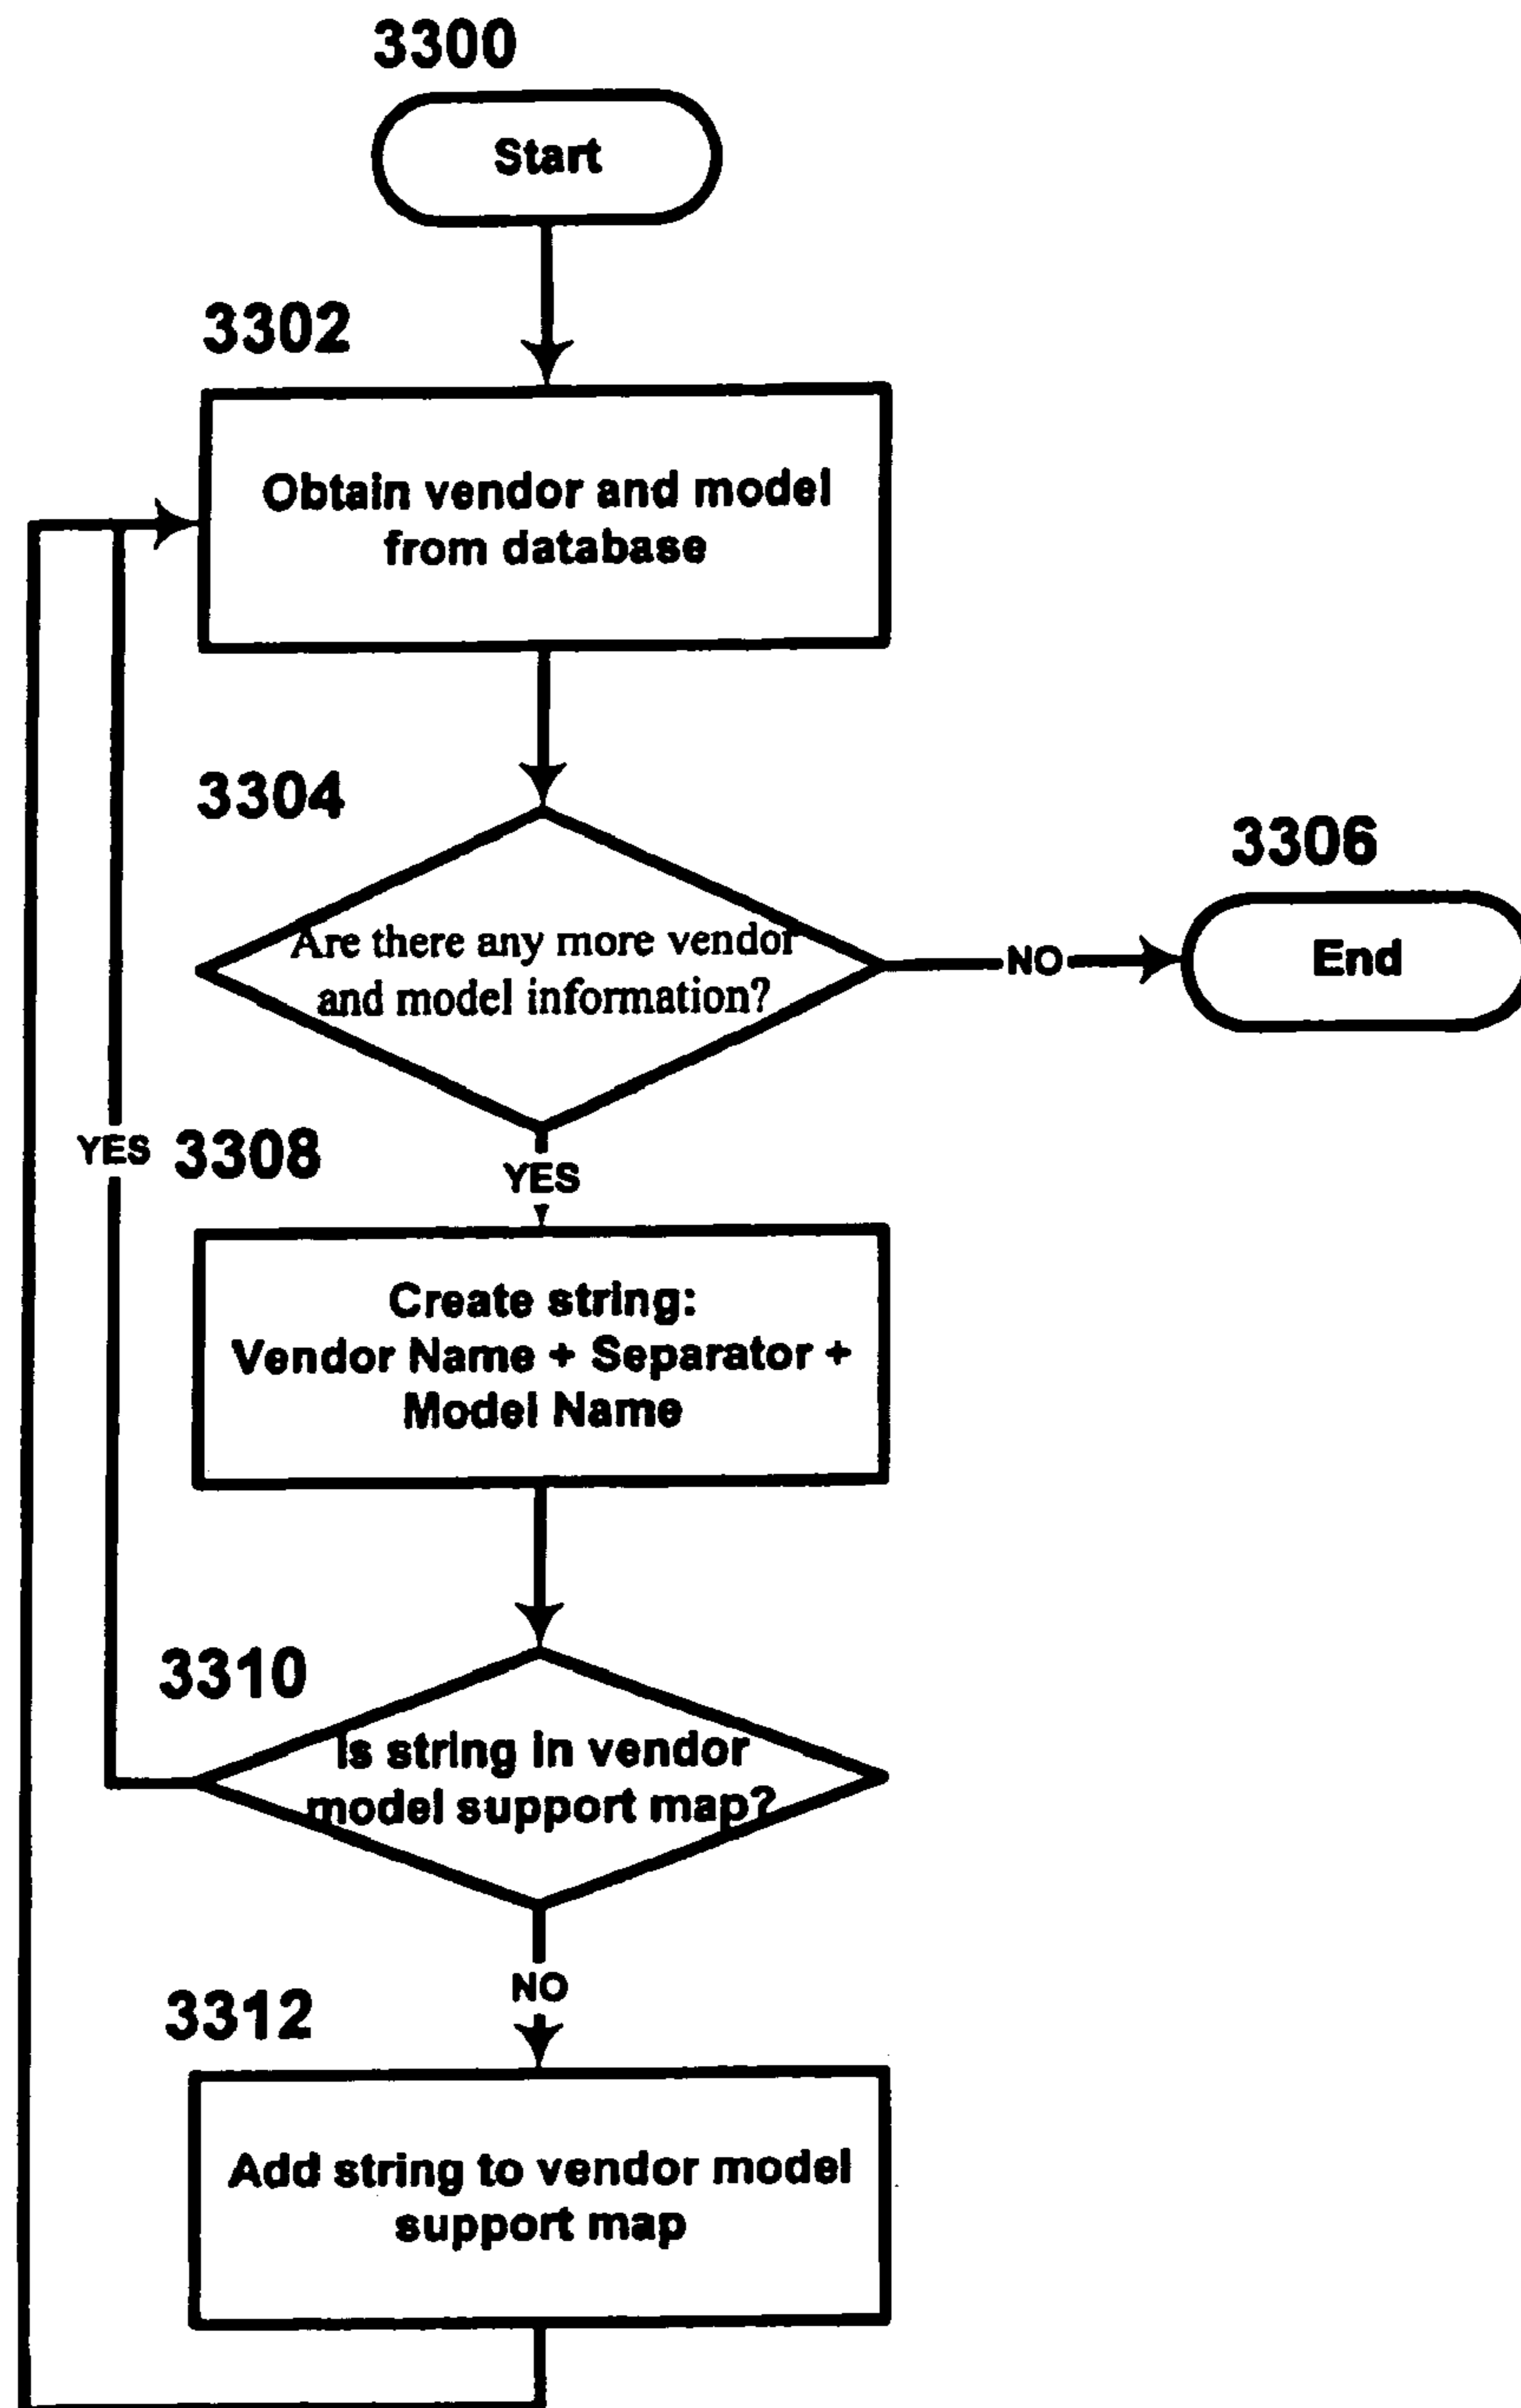 3300
Start
3302
Obtain vendor and model
from database
3304
Are there any more vendor
and model information?
NO
3306
End
YES
3308
YES
Create string:
Vendor Name + Separator +
Model Name
3310
Is string in vendor
model support map?
NO
3312
Add string to vendor model
support map